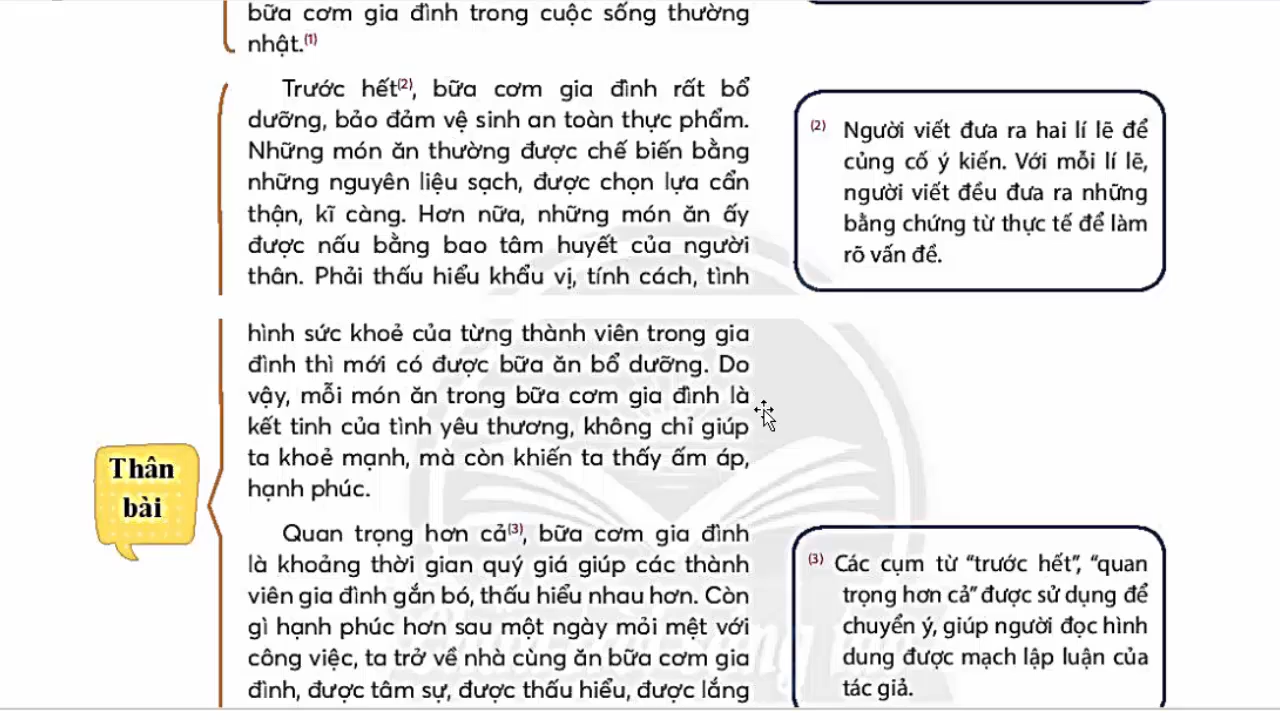 bữa cơm gia đình trong cuộc sống thường
nhật.(1)
Trước hết(2), bữa cơm gia đình rất bổ
dưỡng, bảo đảm vệ sinh an toàn thực phẩm.
Những món ăn thường được chế biến bằng
những nguyên liệu sạch, được chọn lựa cẩn
thận, kĩ càng. Hơn nữa, những món ăn ấy
được nấu bằng bao tâm huyết của người
thân. Phải thấu hiểu khẩu vị, tính cách, tình
hình sức khoẻ của từng thành viên trong gia
đình thì mới có được bữa ăn bổ dưỡng. Do
vậy, mỗi món ăn trong bữa cơm gia đình là
kết tinh của tình yêu thương, không chỉ giúp
ta khoẻ mạnh, mà còn khiến ta thấy ấm áp,
hạnh phúc.
Quan trọng hơn cả(3), bữa cơm gia đình
là khoảng thời gian quý giá giúp các thành
viên gia đình gắn bó, thấu hiểu nhau hơn. Còn
gì hạnh phúc hơn sau một ngày mỏi mệt với
công việc, ta trở về nhà cùng ăn bữa cơm gia
đình, được tâm sự, được thấu hiểu, được lắng
Thân
bài
(2) Người viết đưa ra hai lí lẽ để
củng cố ý kiến. Với mỗi lí lẽ,
người viết đều đưa ra những
bằng chứng từ thực tế để làm
rõ vấn đề.
(3) Các cụm từ “trước hết”, “quan
trọng hơn cả” được sử dụng để
chuyển ý, giúp người đọc hình
dung được mạch lập luận của
tác giả.